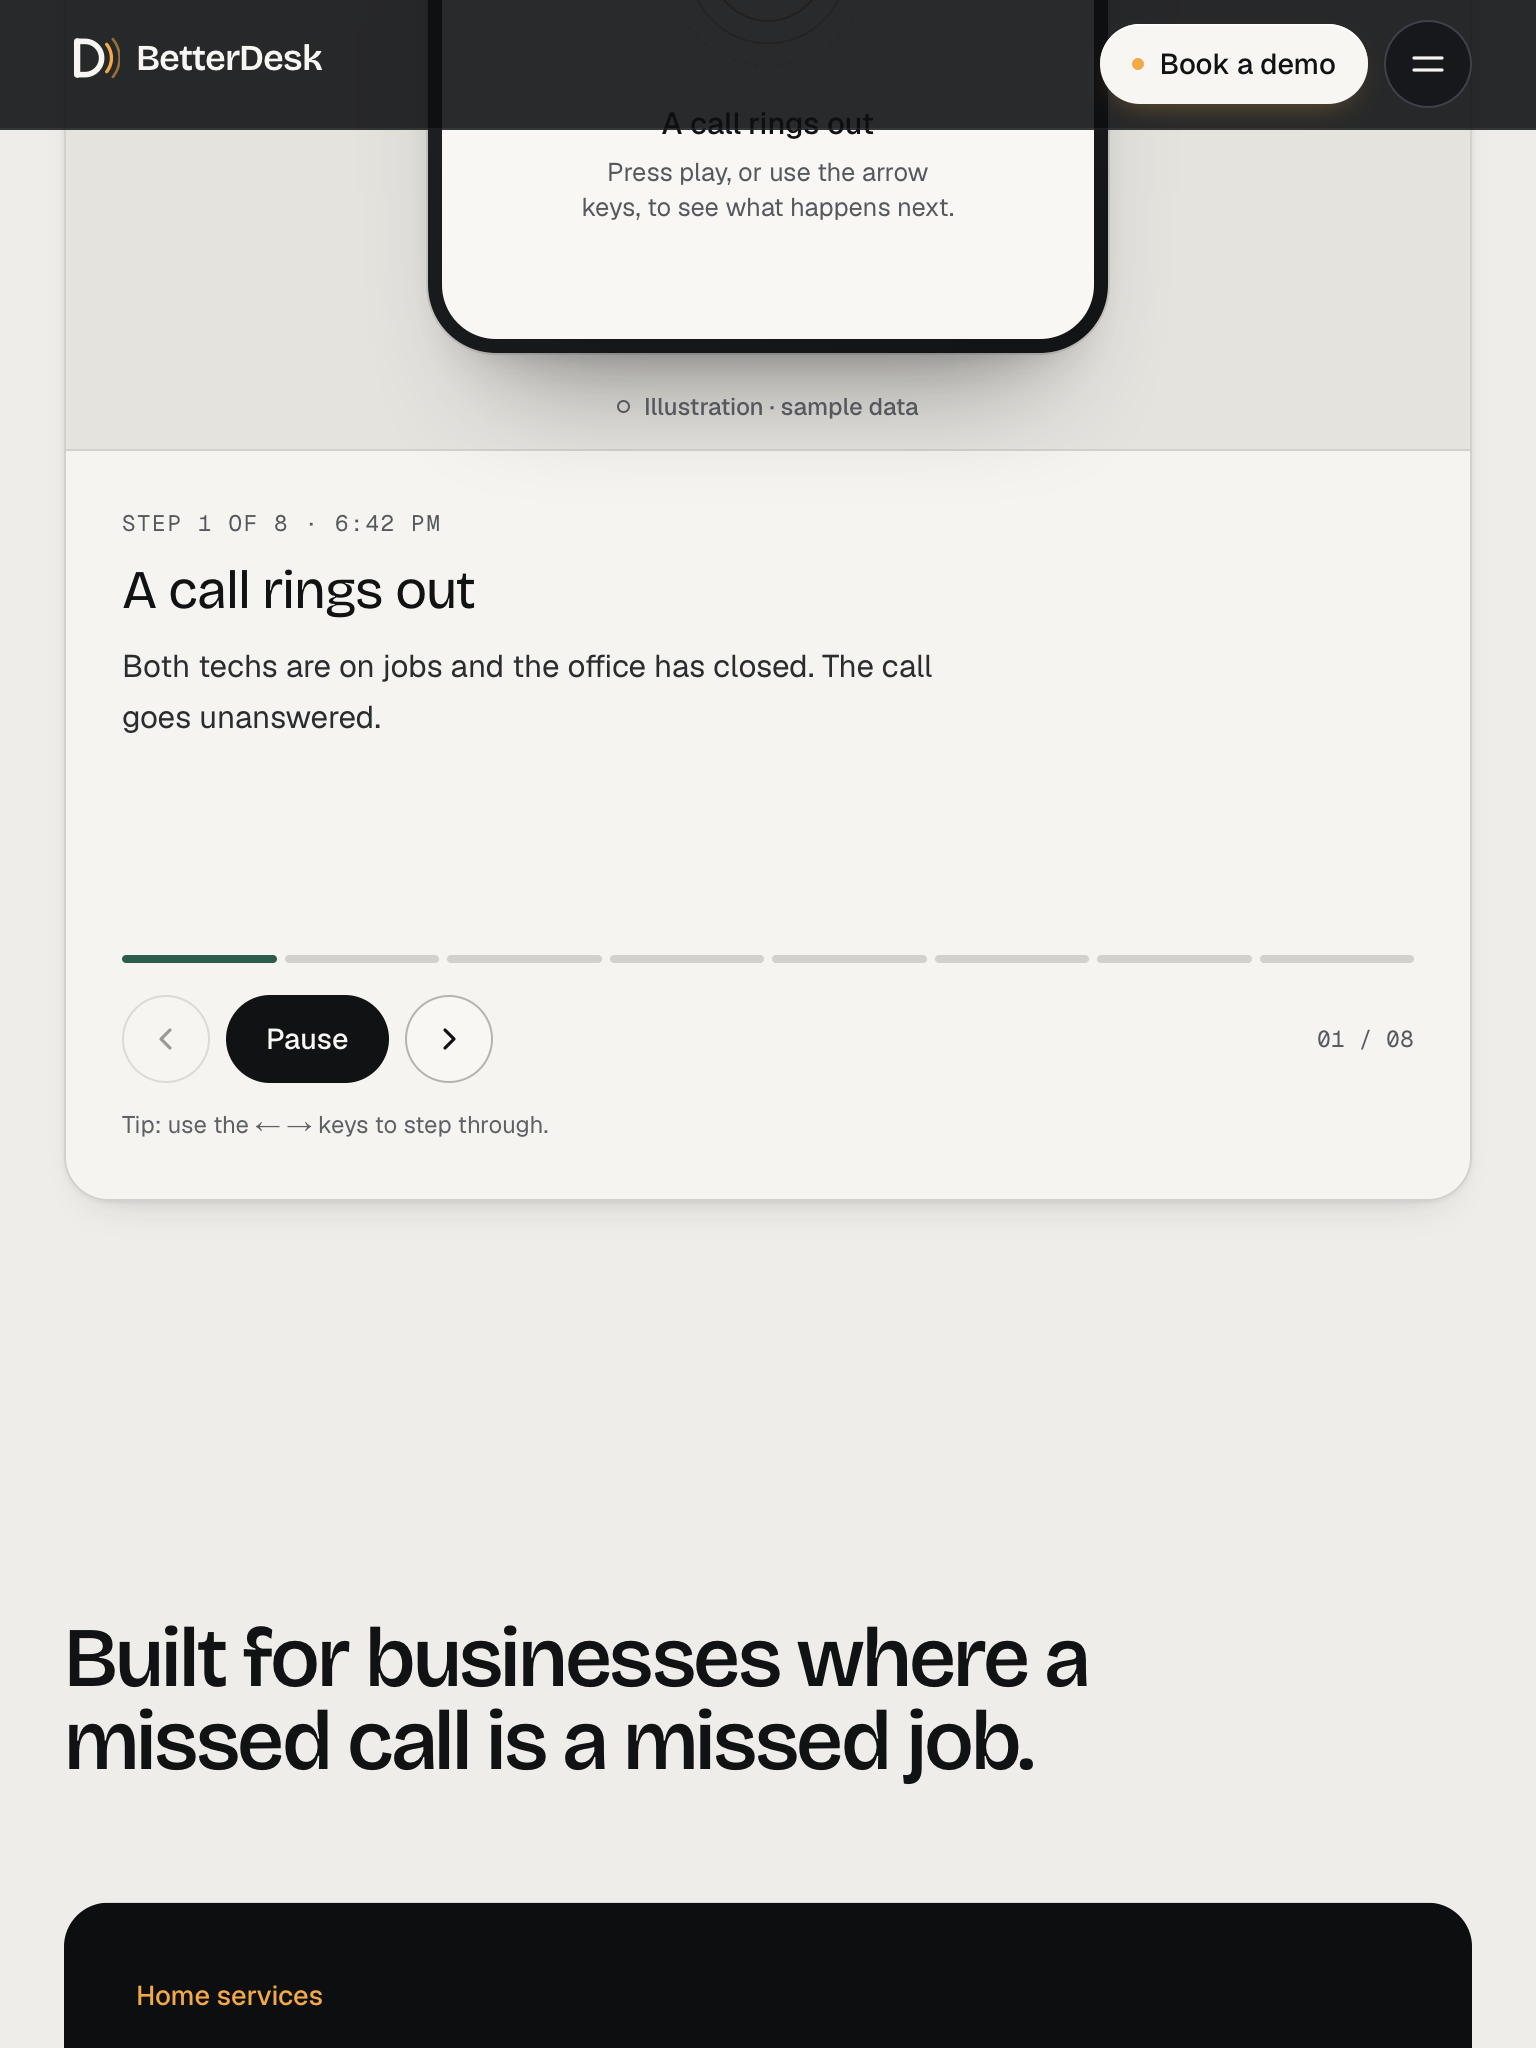 BetterDesk
Book a demo
A call rings out
Press play, or use the arrow
keys, to see what happens next.
Illustration · sample data
STEP 1 OF 8 · 6:42 PM
A call rings out
Both techs are on jobs and the office has closed. The call
goes unanswered.
Pause
01 / 08
Tip: use the ← → keys to step through.
Built for businesses where a
missed call is a missed job.
Home services